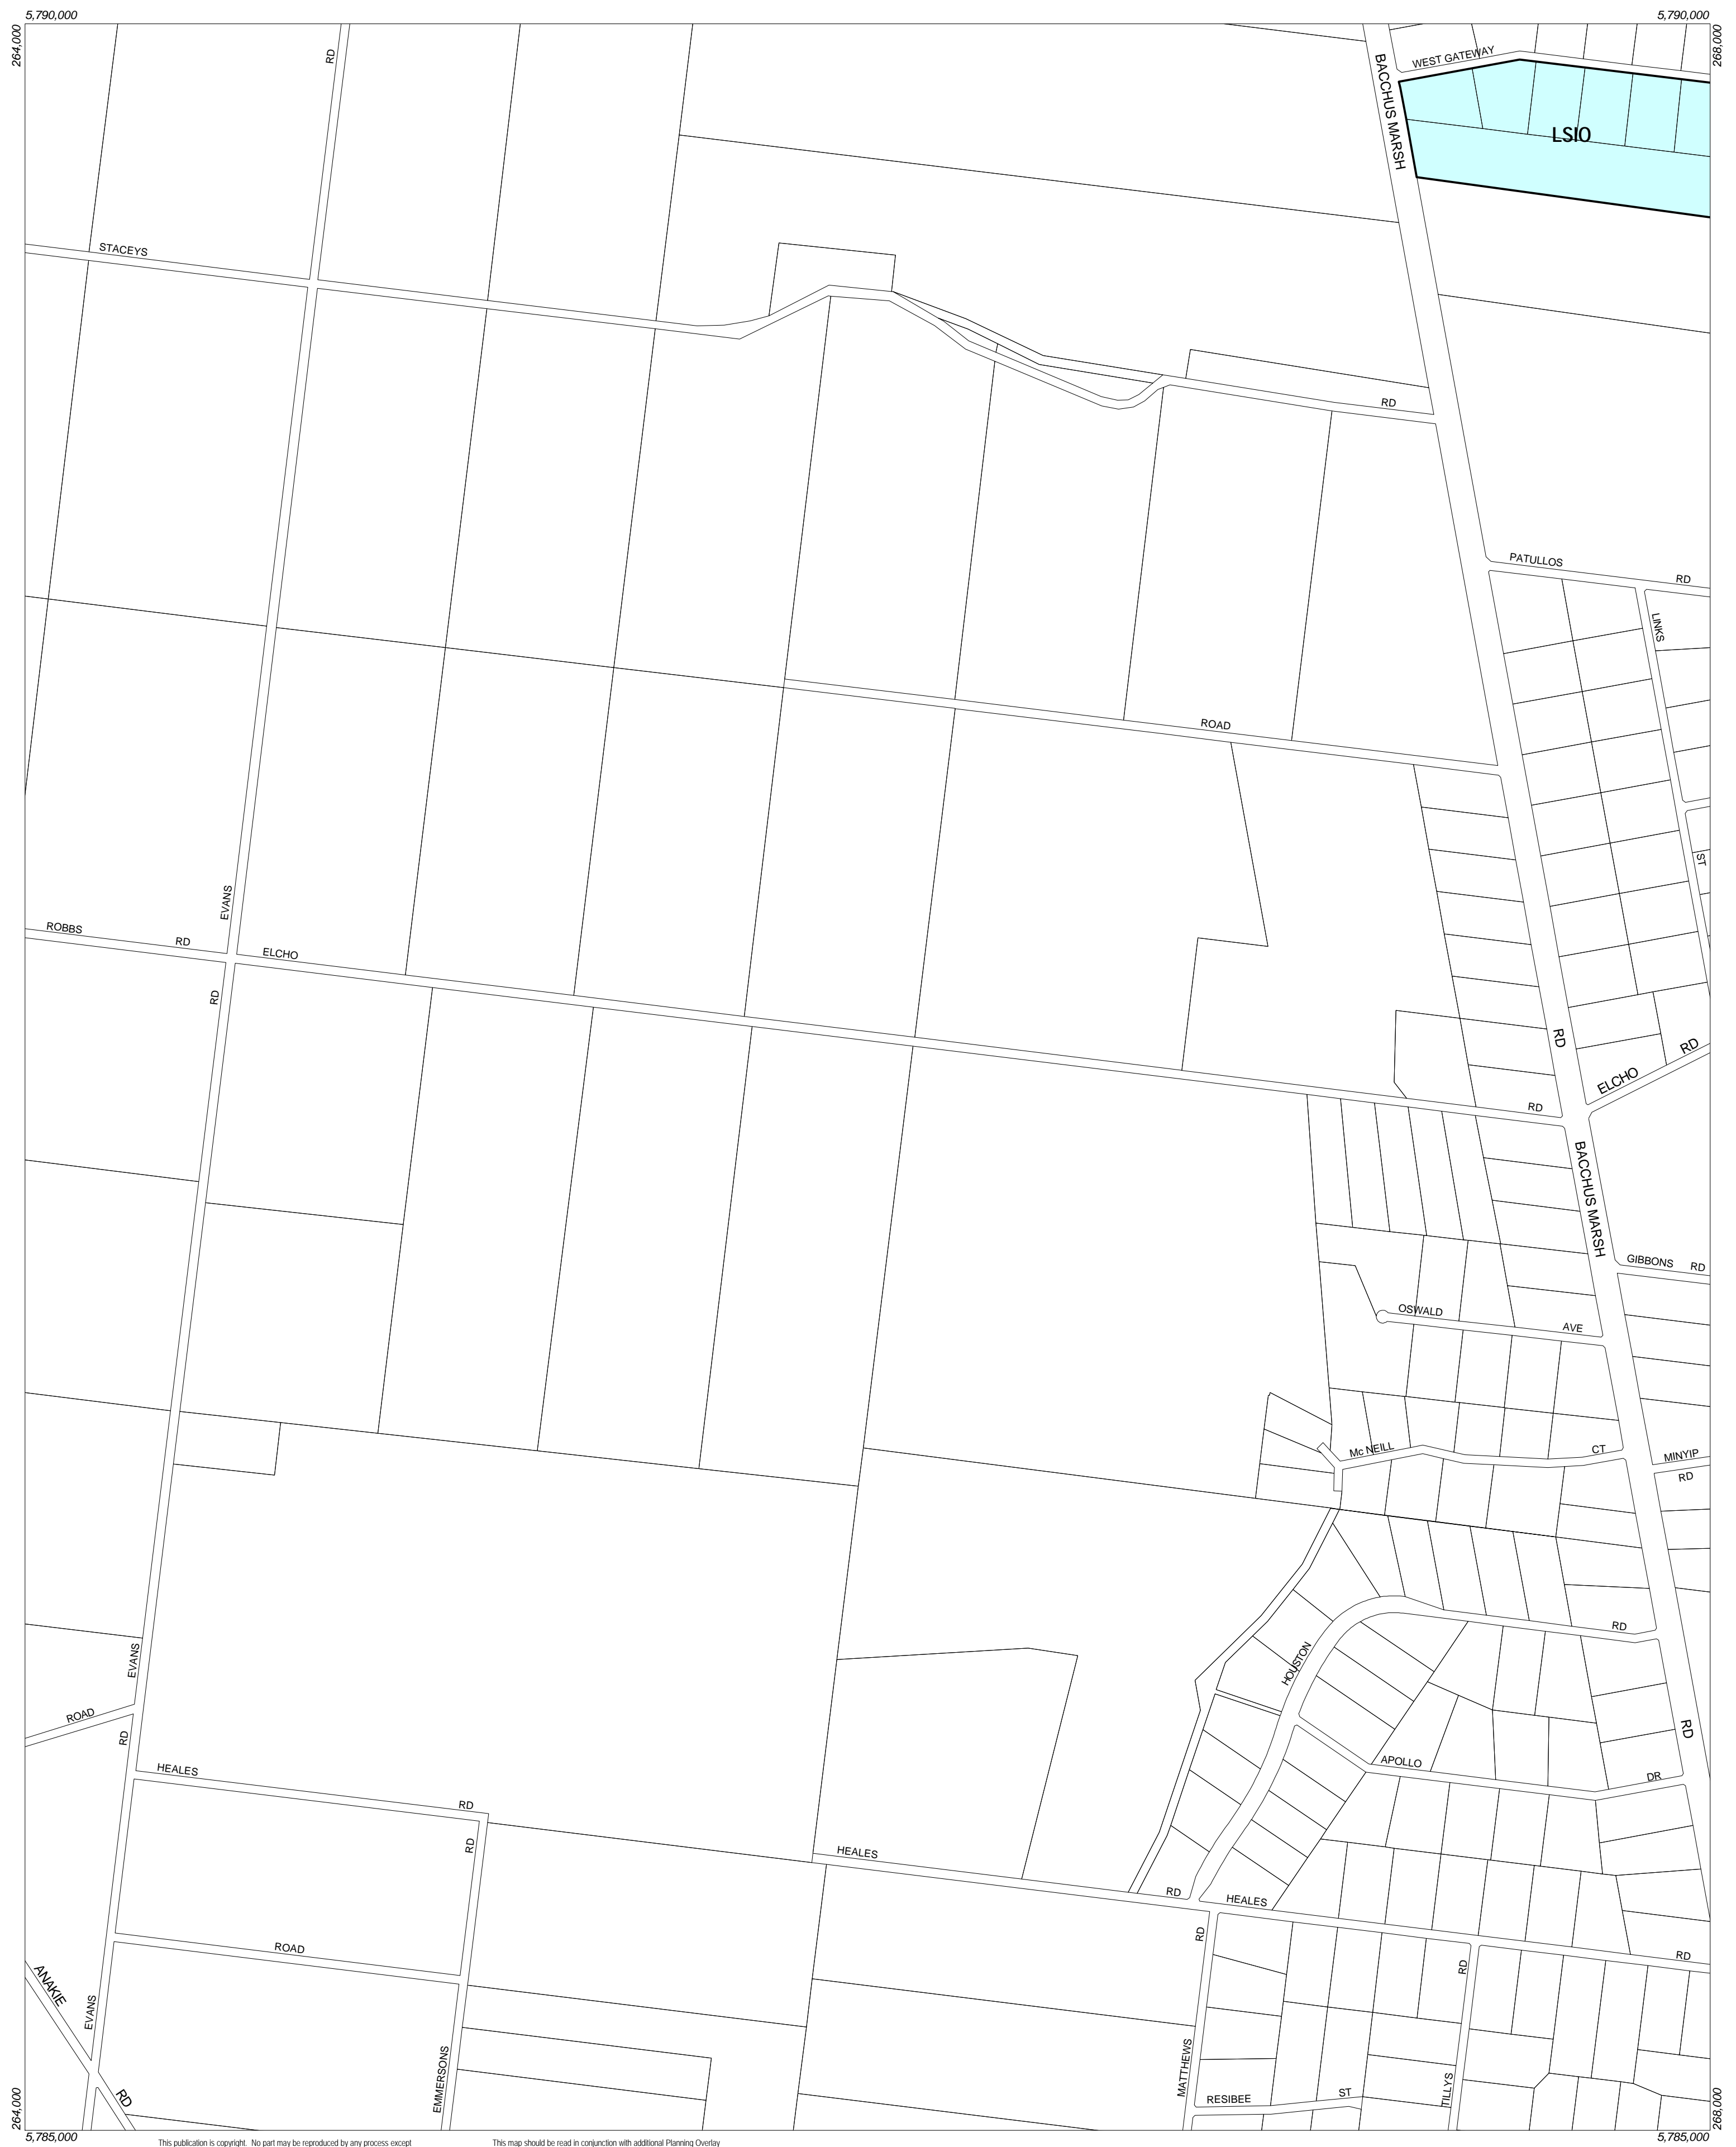 5,790,000
5,790,000
264,000
268,000
RD
WEST GATEWAY
BACCHUS MARSH
LSIO
STACEYS
RD
PATULLOS
RD
LINKS
ROAD
ST
EVANS
ROBBS
RD
ELCHO
RD
RD
ELCHO
RD
RD
BACCHUS MARSH
GIBBONS
RD
OSWALD
AVE
Mc NEILL
CT
MINYIP
RD
RD
HOUSTON
EVANS
ROAD
RD
RD
APOLLO
DR
HEALES
RD
RD
HEALES
RD
HEALES
RD
RD
RD
ROAD
ANAKIE
EVANS
EMMERSONS
MATTHEWS
TILLYS
RESIBEE
ST
RD
264,000
268,000
5,785,000
5,785,000
This publication is copyright. No part may be reproduced by any process except
This map should be read in conjunction with additional Planning Overlay